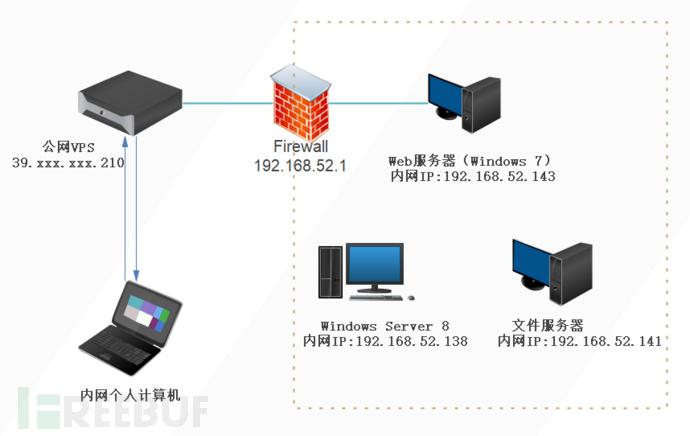 公网VPS
39.xxx.xxx.210
Firewall
192.168.52.1
Web服务器（Windows 7）
内网IP:192.168.52.143
Windows Server 8
内网IP:192.168.52.138
文件服务器
内网IP:192.168.52.141
内网个人计算机
FREEBUF